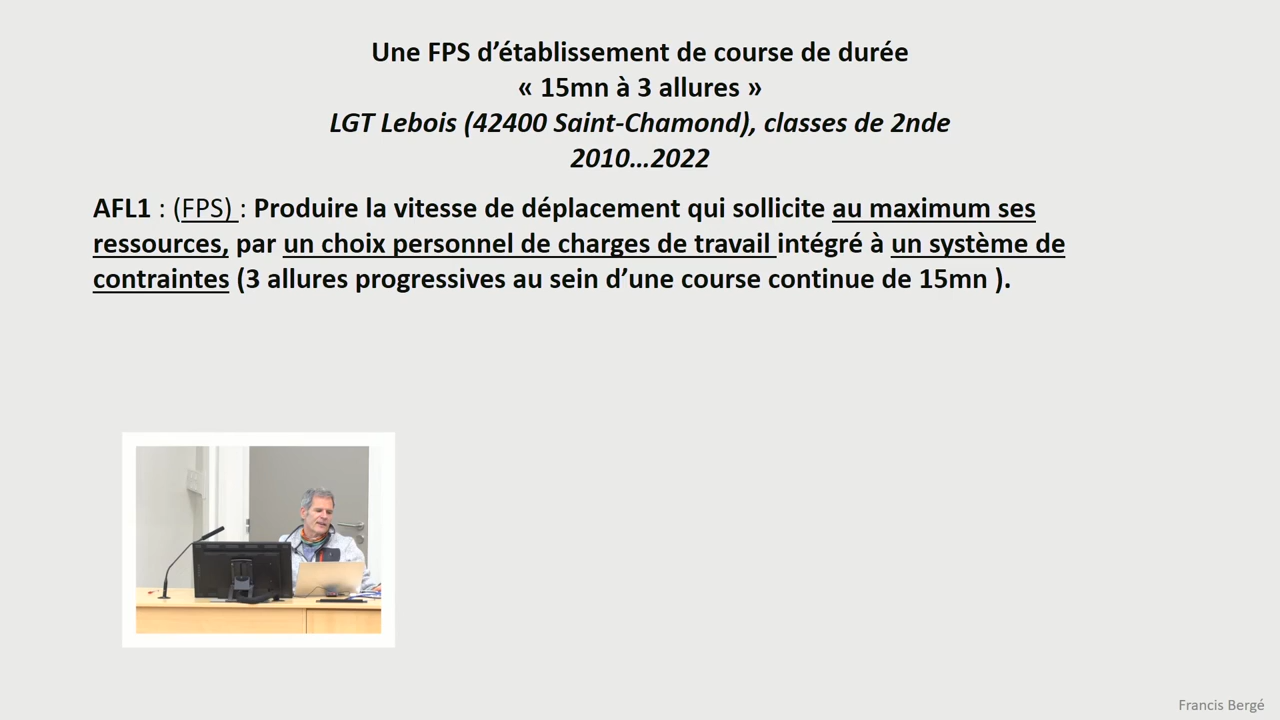 Une FPS d’établissement de course de durée
« 15mn à 3 allures »
LGT Lebois (42400 Saint-Chamond), classes de 2nde
2010…2022
AFL1 : (FPS) : Produire la vitesse de déplacement qui sollicite au maximum ses
ressources, par un choix personnel de charges de travail intégré à un système de
contraintes (3 allures progressives au sein d’une course continue de 15mn ).
Francis Bergé